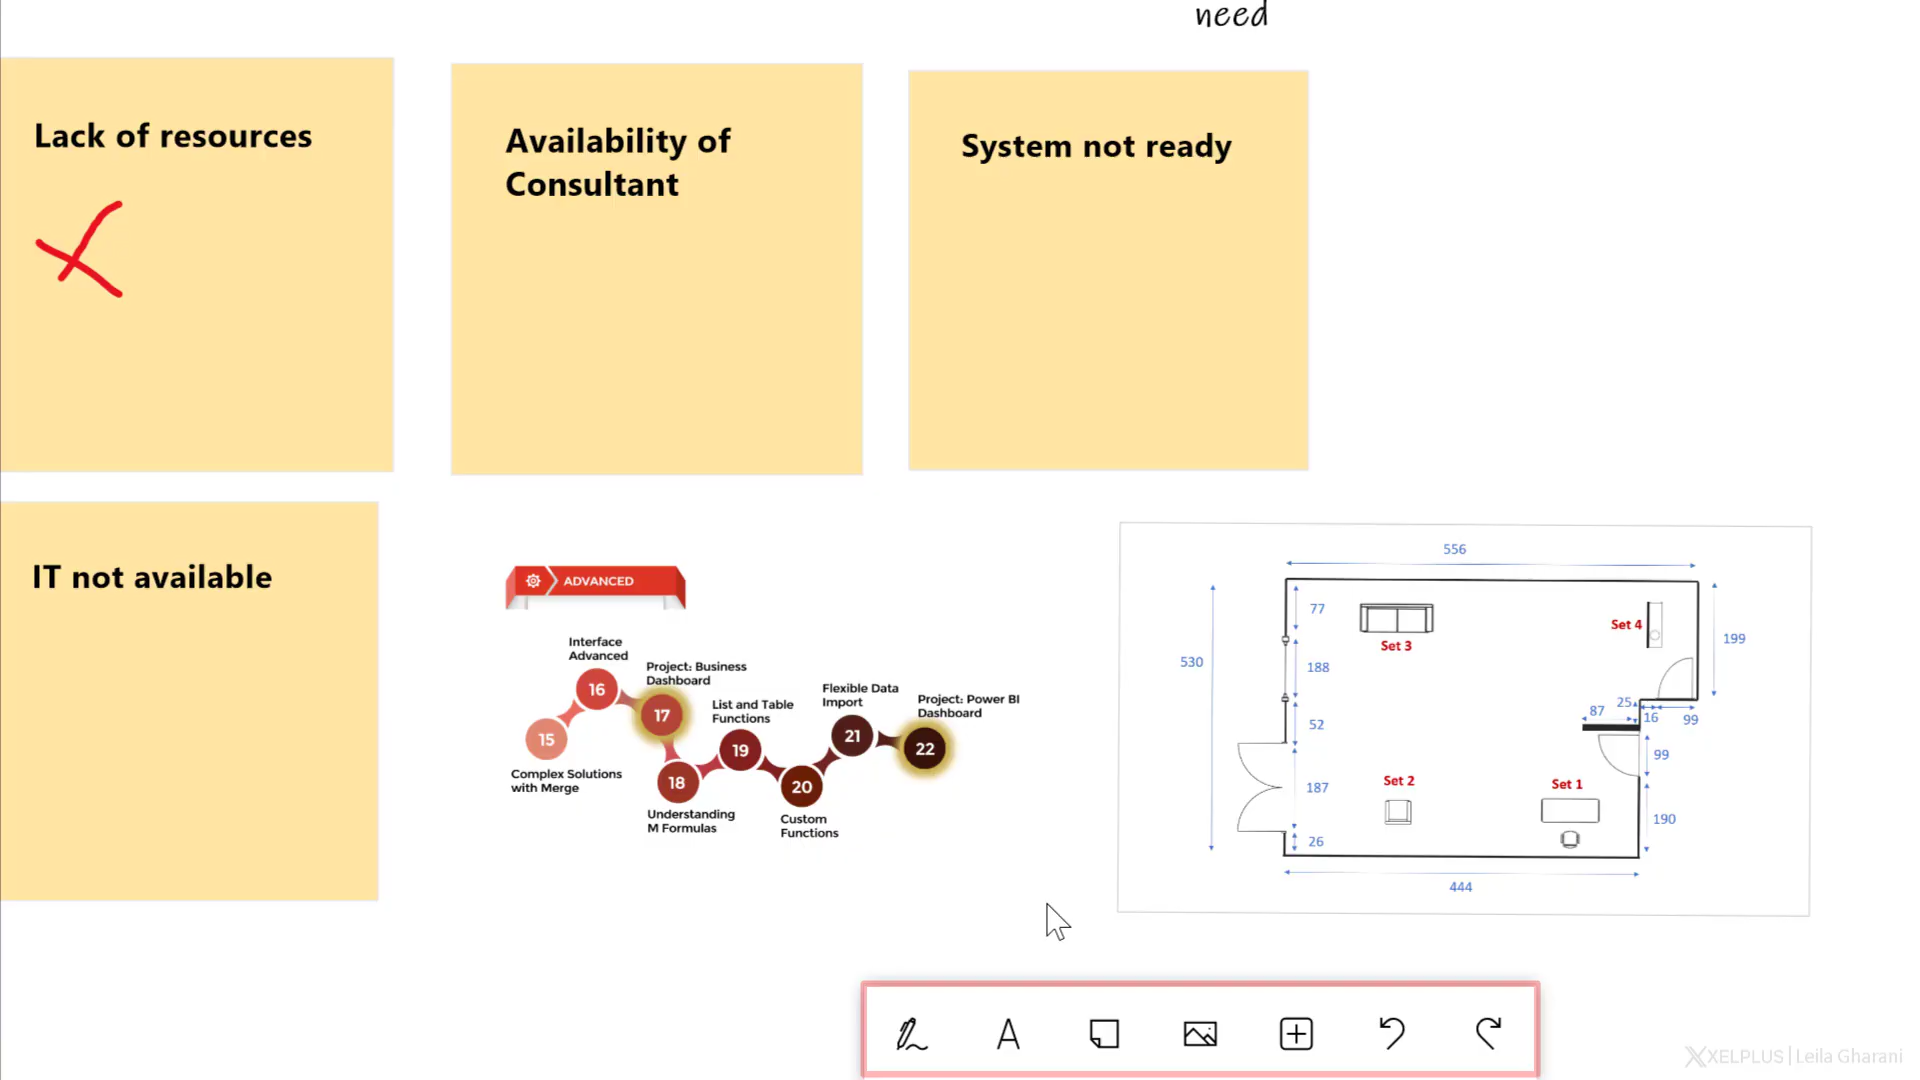 need
Lack of resources
Availability of
Consultant
System not ready
IT not available
ADVANCED
Interface
Advanced
Project: Business
Dashboard
List and Table
Functions
Flexible Data
Import
Project: Power BI
Dashboard
15
16
17
18
19
20
21
22
Complex Solutions
with Merge
Understanding
M Formulas
Custom
Functions
556
77
Set 3
Set 4
199
530
188
25
87
16
99
52
99
Set 2
Set 1
187
190
26
444
XELPLUS | Leila Gharani